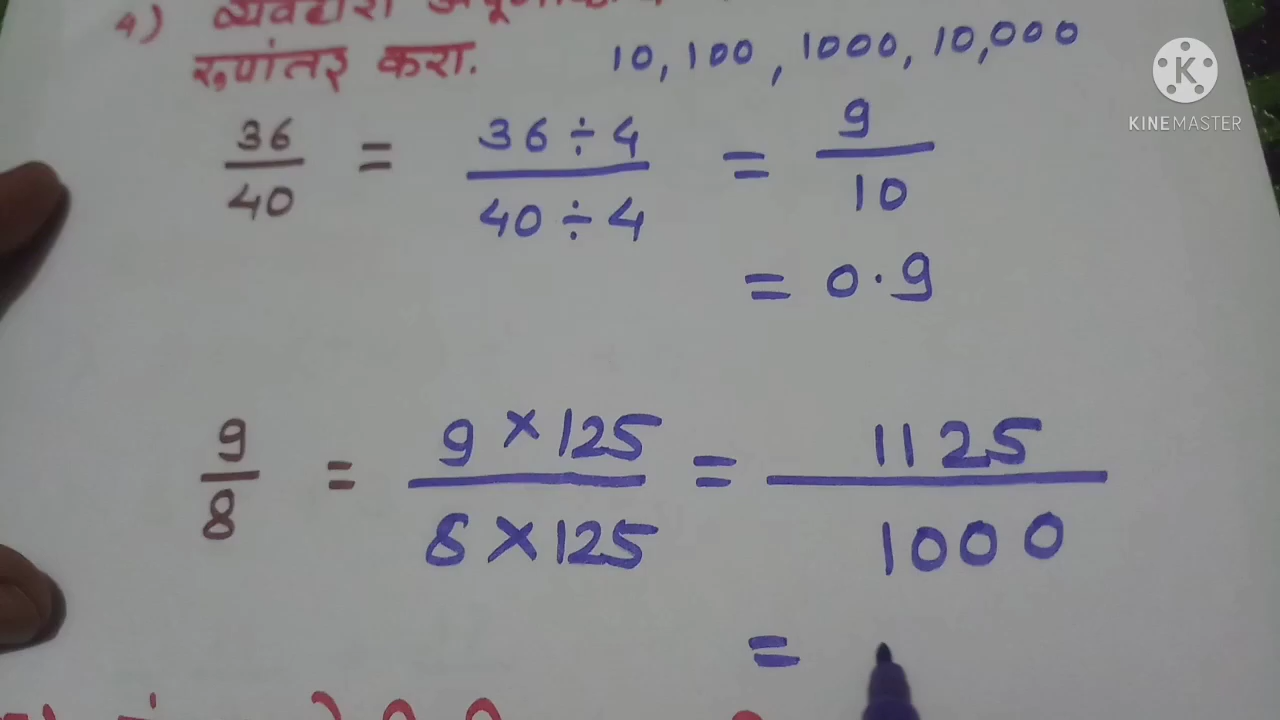 4)
रुपांतर करा. 10, 100, 1000, 10,000
K
KINEMASTER
36/40 = 36÷4/40÷4 = 9/10
= 0.9
9/8 = 9×125/8×125 = 1125/1000
=